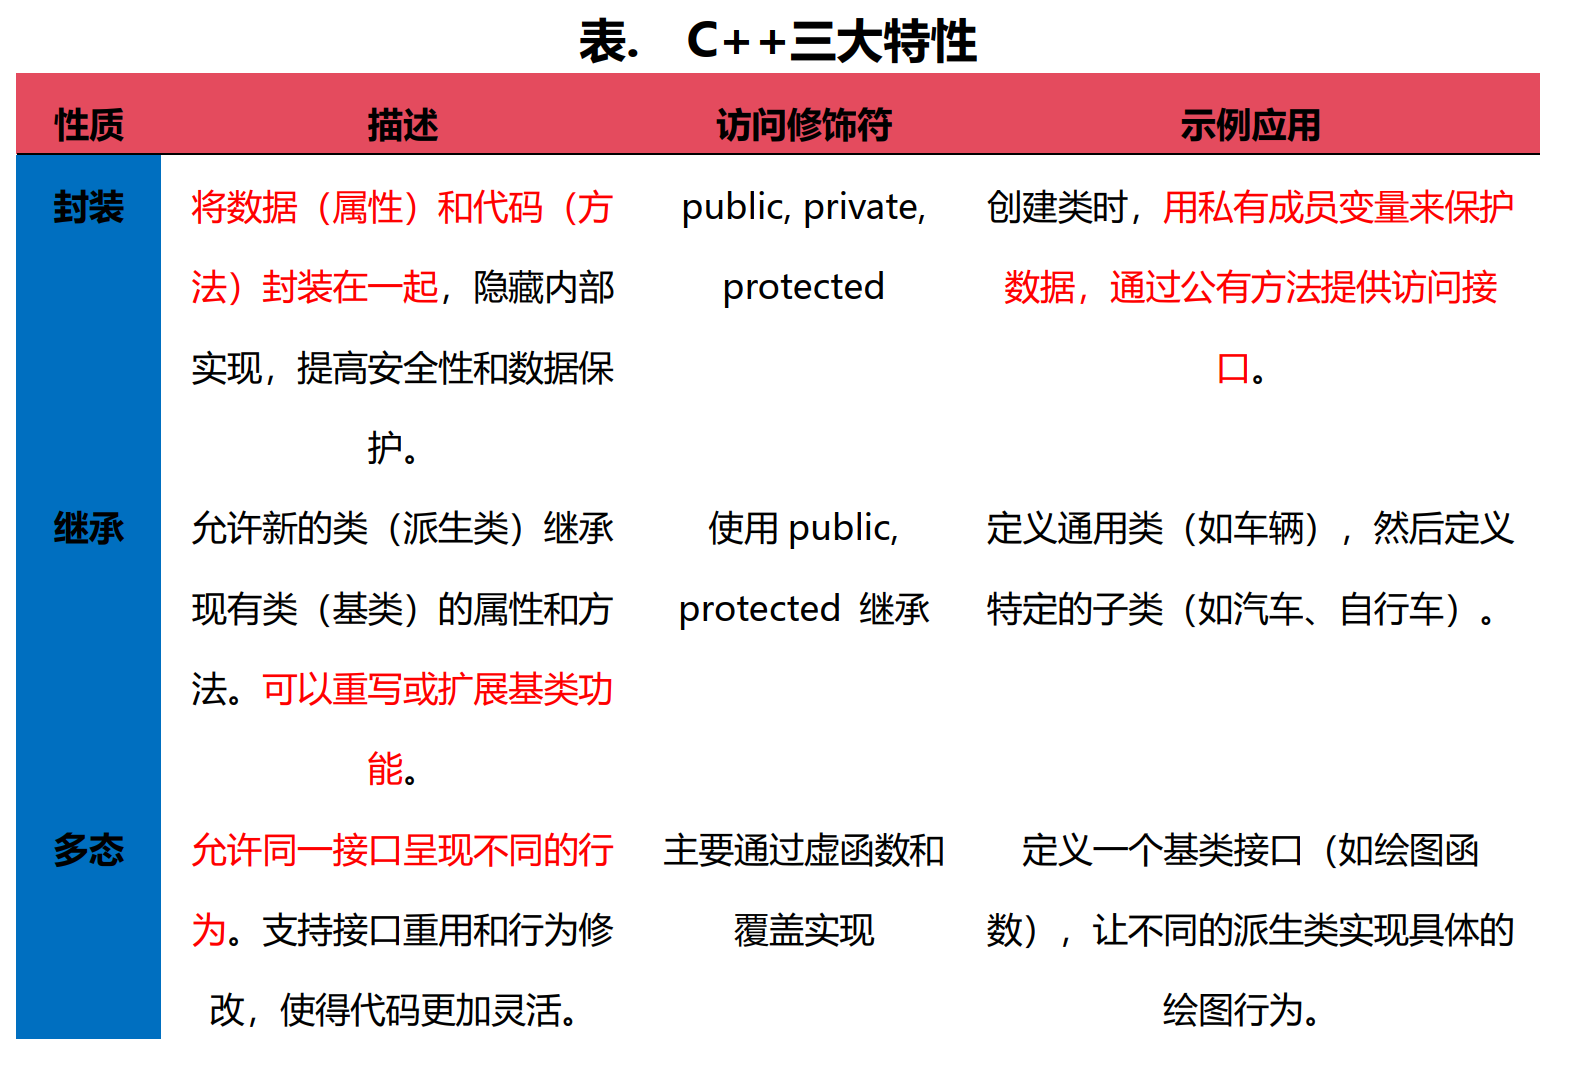 表. C++三大特性
性质 描述 访问修饰符 示例应用
封装
将数据（属性）和代码（方
法）封装在一起，隐藏内部
实现，提高安全性和数据保
护。
public, private,
protected
创建类时，用私有成员变量来保护
数据，通过公有方法提供访问接
口。
继承
允许新的类（派生类）继承
现有类（基类）的属性和方
法。可以重写或扩展基类功
能。
使用 public,
protected 继承
定义通用类（如车辆），然后定义
特定的子类（如汽车、自行车）。
多态
允许同一接口呈现不同的行
为。支持接口重用和行为修
改，使得代码更加灵活。
主要通过虚函数和
覆盖实现
定义一个基类接口（如绘图函
数），让不同的派生类实现具体的
绘图行为。